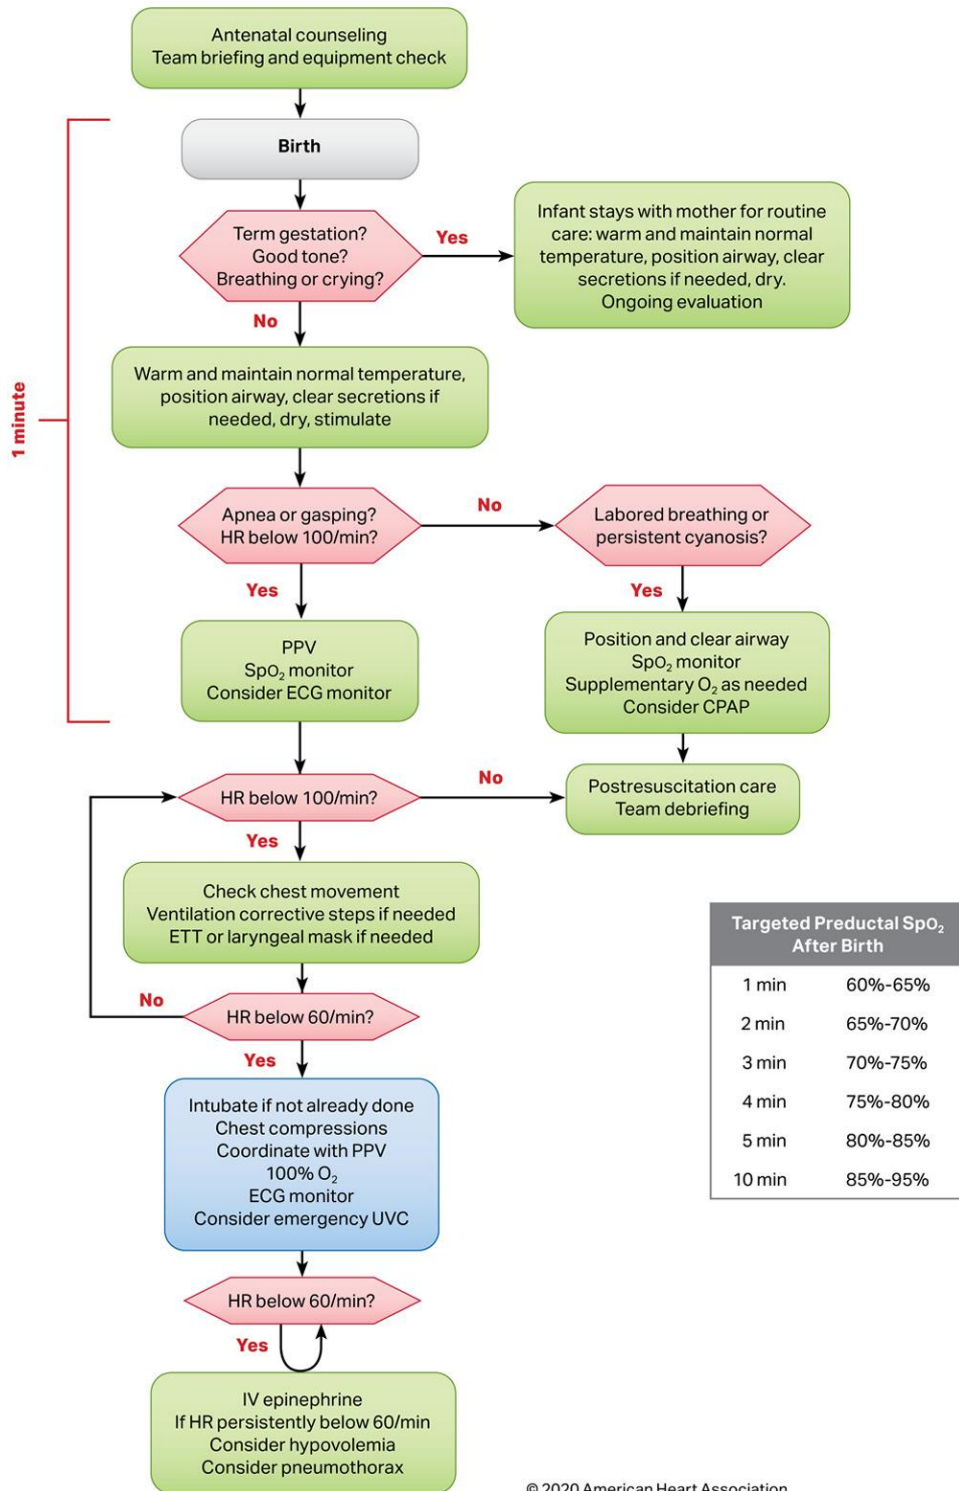 Antenatal counseling
Team briefing and equipment check
Birth
Term gestation?
Good tone?
Breathing or crying?
Yes
Infant stays with mother for routine
care: warm and maintain normal
temperature, position airway, clear
secretions if needed, dry.
Ongoing evaluation
No
1 minute
Warm and maintain normal temperature,
position airway, clear secretions if
needed, dry, stimulate
Apnea or gasping?
HR below 100/min?
No
Labored breathing or
persistent cyanosis?
Yes
Yes
PPV
SpO₂ monitor
Consider ECG monitor
Position and clear airway
SpO₂ monitor
Supplementary O₂ as needed
Consider CPAP
HR below 100/min?
No
Postresuscitation care
Team debriefing
Yes
Check chest movement
Ventilation corrective steps if needed
ETT or laryngeal mask if needed
No
HR below 60/min?
Yes
Intubate if not already done
Chest compressions
Coordinate with PPV
100% O₂
ECG monitor
Consider emergency UVC
HR below 60/min?
Yes
IV epinephrine
If HR persistently below 60/min
Consider hypovolemia
Consider pneumothorax
Targeted Preductal SpO₂
After Birth
1 min 60%-65%
2 min 65%-70%
3 min 70%-75%
4 min 75%-80%
5 min 80%-85%
10 min 85%-95%
© 2020 American Heart Association